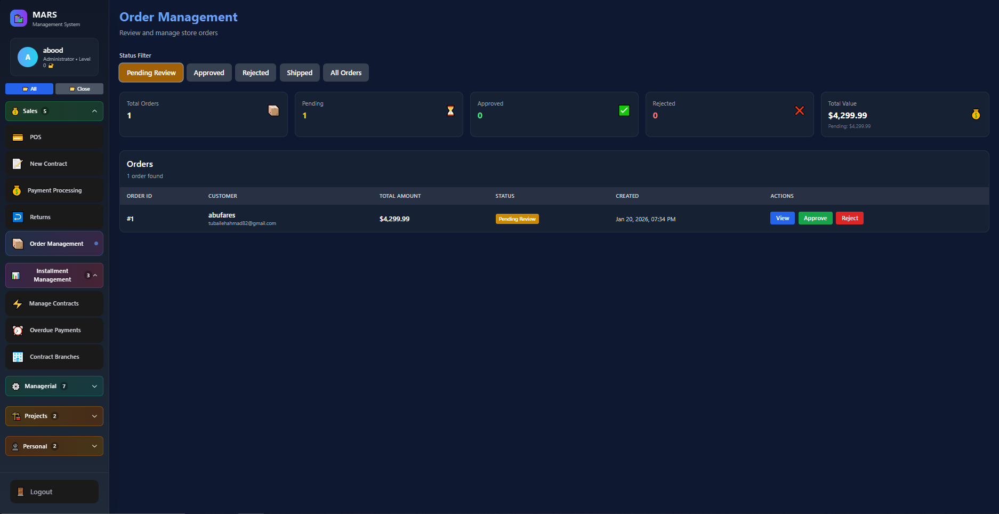 MARS
Management System
A
abood
Administrator • Level
0
All
Close
Sales 5
POS
New Contract
Payment Processing
Returns
Order Management
Installment
Management
3
Manage Contracts
Overdue Payments
Contract Branches
Managerial 7
Projects 2
Personal 2
Logout
Order Management
Review and manage store orders
Status Filter
Pending Review Approved Rejected Shipped All Orders
Total Orders
1
Pending
1
Approved
0
Rejected
0
Total Value
$4,299.99
Pending: $4,299.99
Orders
1 order found
ORDER ID CUSTOMER TOTAL AMOUNT STATUS CREATED ACTIONS
#1 abufares $4,299.99 Pending Review Jan 20, 2026, 07:34 PM View Approve Reject
tubailehahmad82@gmail.com